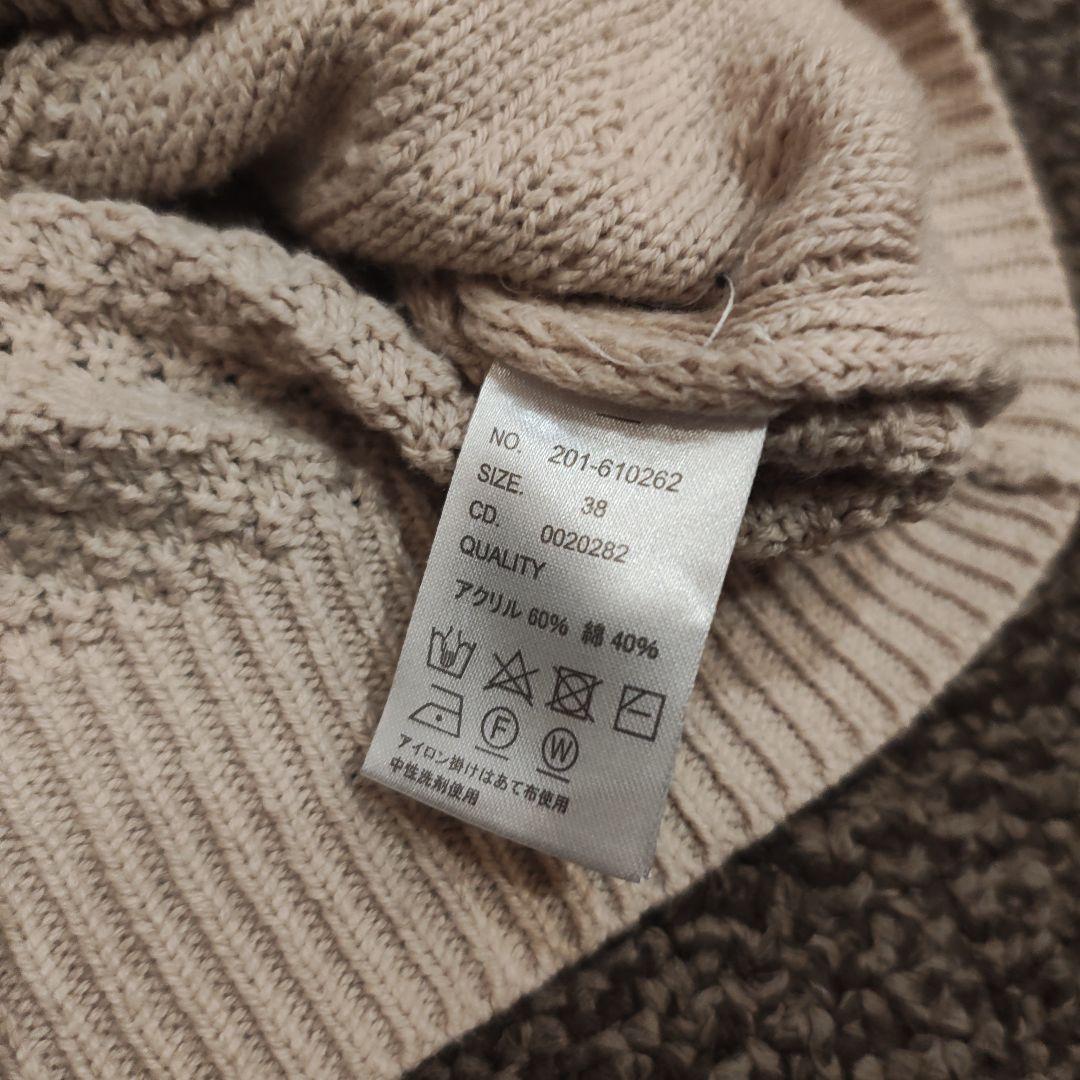 NO. 201-610262
SIZE. 38
CD. 0020282
QUALITY
アクリル 60% 綿 40%
F W
アイロン掛けはあて布使用
中性洗剤使用